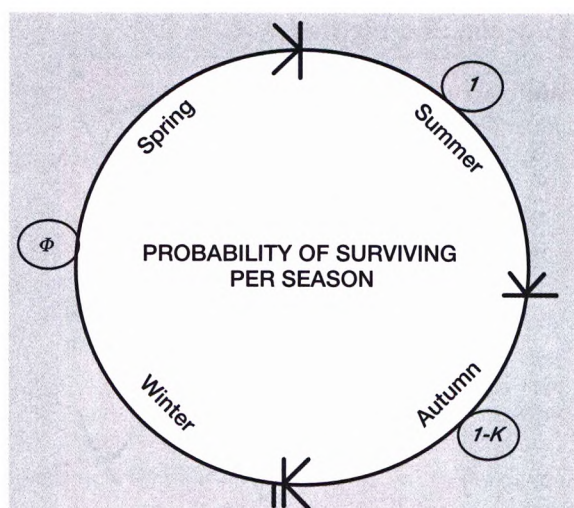 Spring
1
Summer
Φ
PROBABILITY OF SURVIVING
PER SEASON
Winter
Autumn
1-K